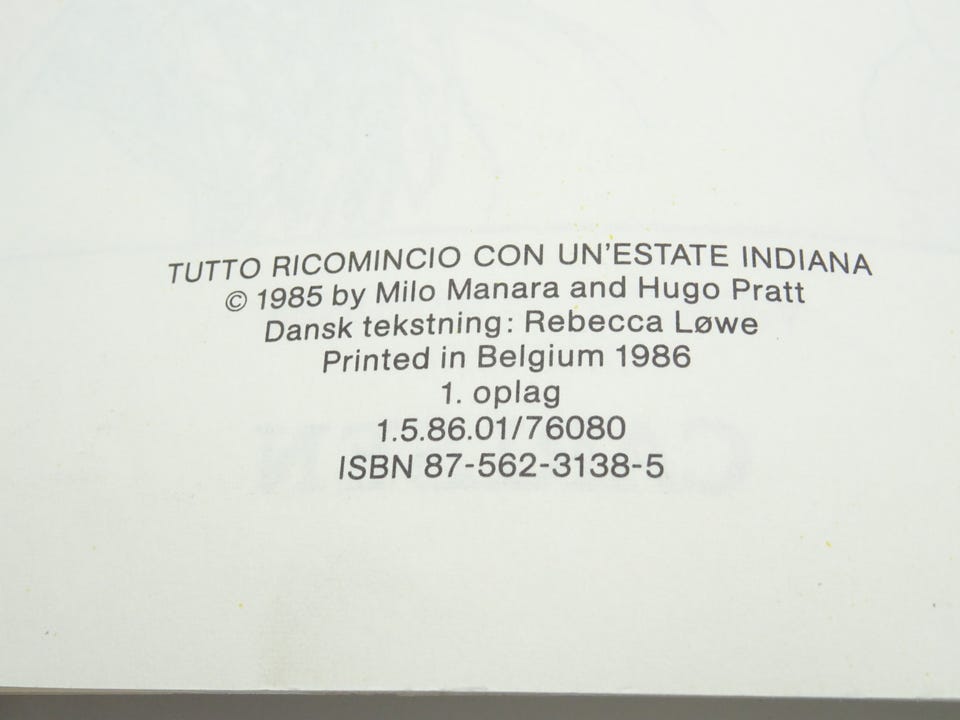 TUTTO RICOMINCIO CON UN'ESTATE INDIANA
© 1985 by Milo Manara and Hugo Pratt
Dansk tekstning: Rebecca Løwe
Printed in Belgium 1986
1. oplag
1.5.86.01/76080
ISBN 87-562-3138-5